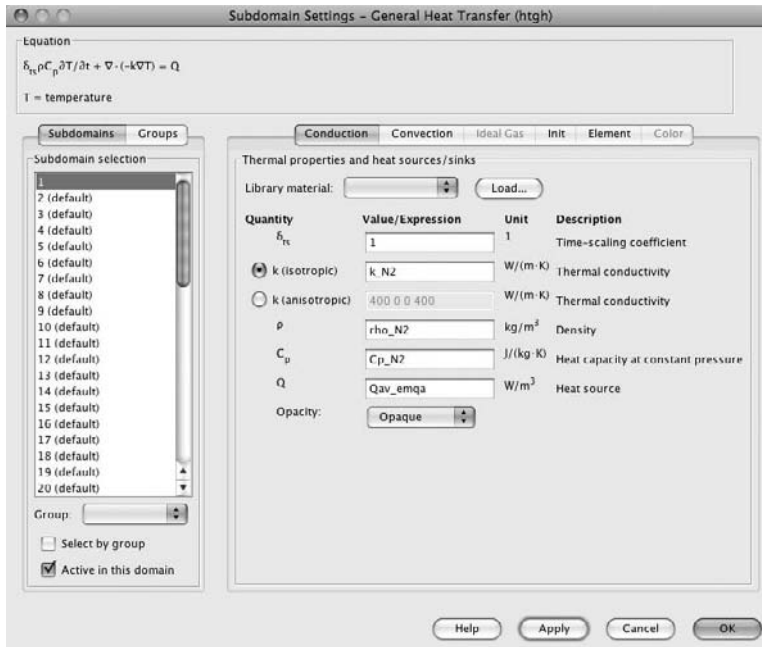 Subdomain Settings – General Heat Transfer (htgh)
Equation
δtsρCp∂T/∂t + ∇·(-k∇T) = Q
T = temperature
Subdomains Groups
Subdomain selection
1
2 (default)
3 (default)
4 (default)
5 (default)
6 (default)
7 (default)
8 (default)
9 (default)
10 (default)
11 (default)
12 (default)
13 (default)
14 (default)
15 (default)
16 (default)
17 (default)
18 (default)
19 (default)
20 (default)
Group:
Select by group
Active in this domain
Conduction Convection Ideal Gas Init Element Color
Thermal properties and heat sources/sinks
Library material: Load...
Quantity Value/Expression Unit Description
δts 1 1 Time-scaling coefficient
k (isotropic) k_N2 W/(m·K) Thermal conductivity
k (anisotropic) 400 0 0 400 W/(m·K) Thermal conductivity
ρ rho_N2 kg/m³ Density
Cp Cp_N2 J/(kg·K) Heat capacity at constant pressure
Q Qav_emqa W/m³ Heat source
Opacity: Opaque
Help Apply Cancel OK